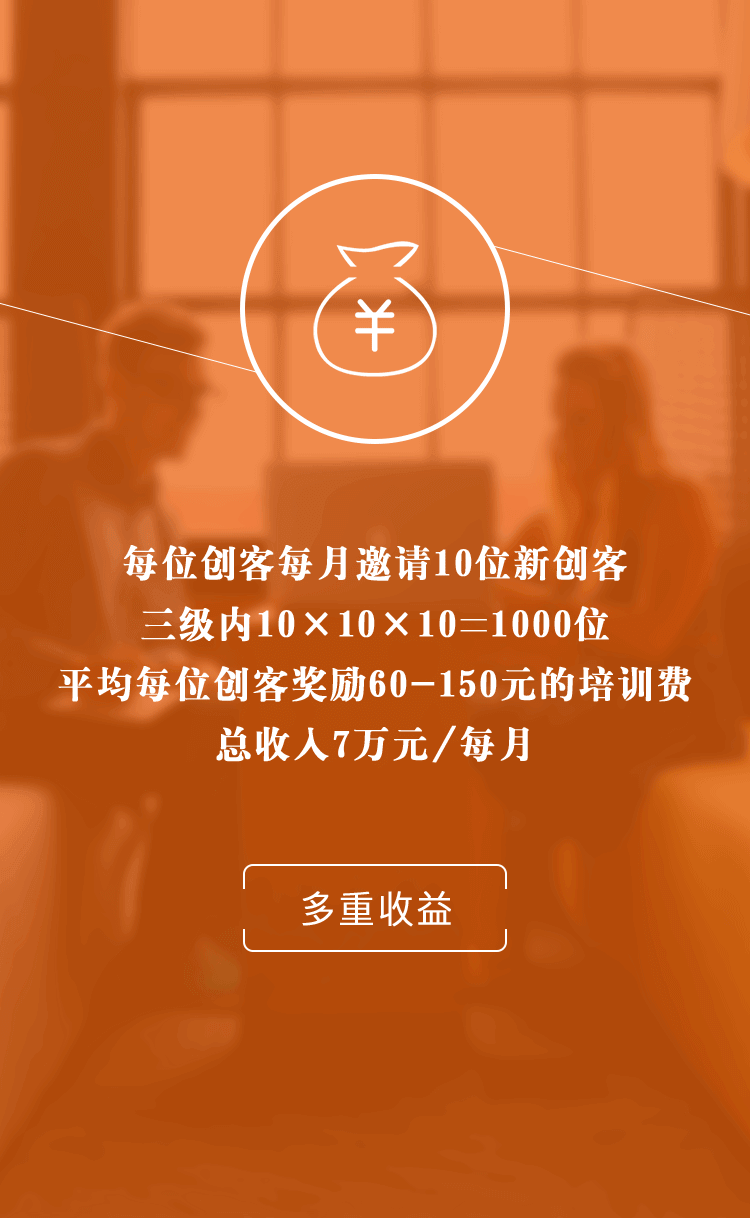 ¥
每位创客每月邀请10位新创客
三级内10×10×10=1000位
平均每位创客奖励60-150元的培训费
总收入7万元/每月
多重收益